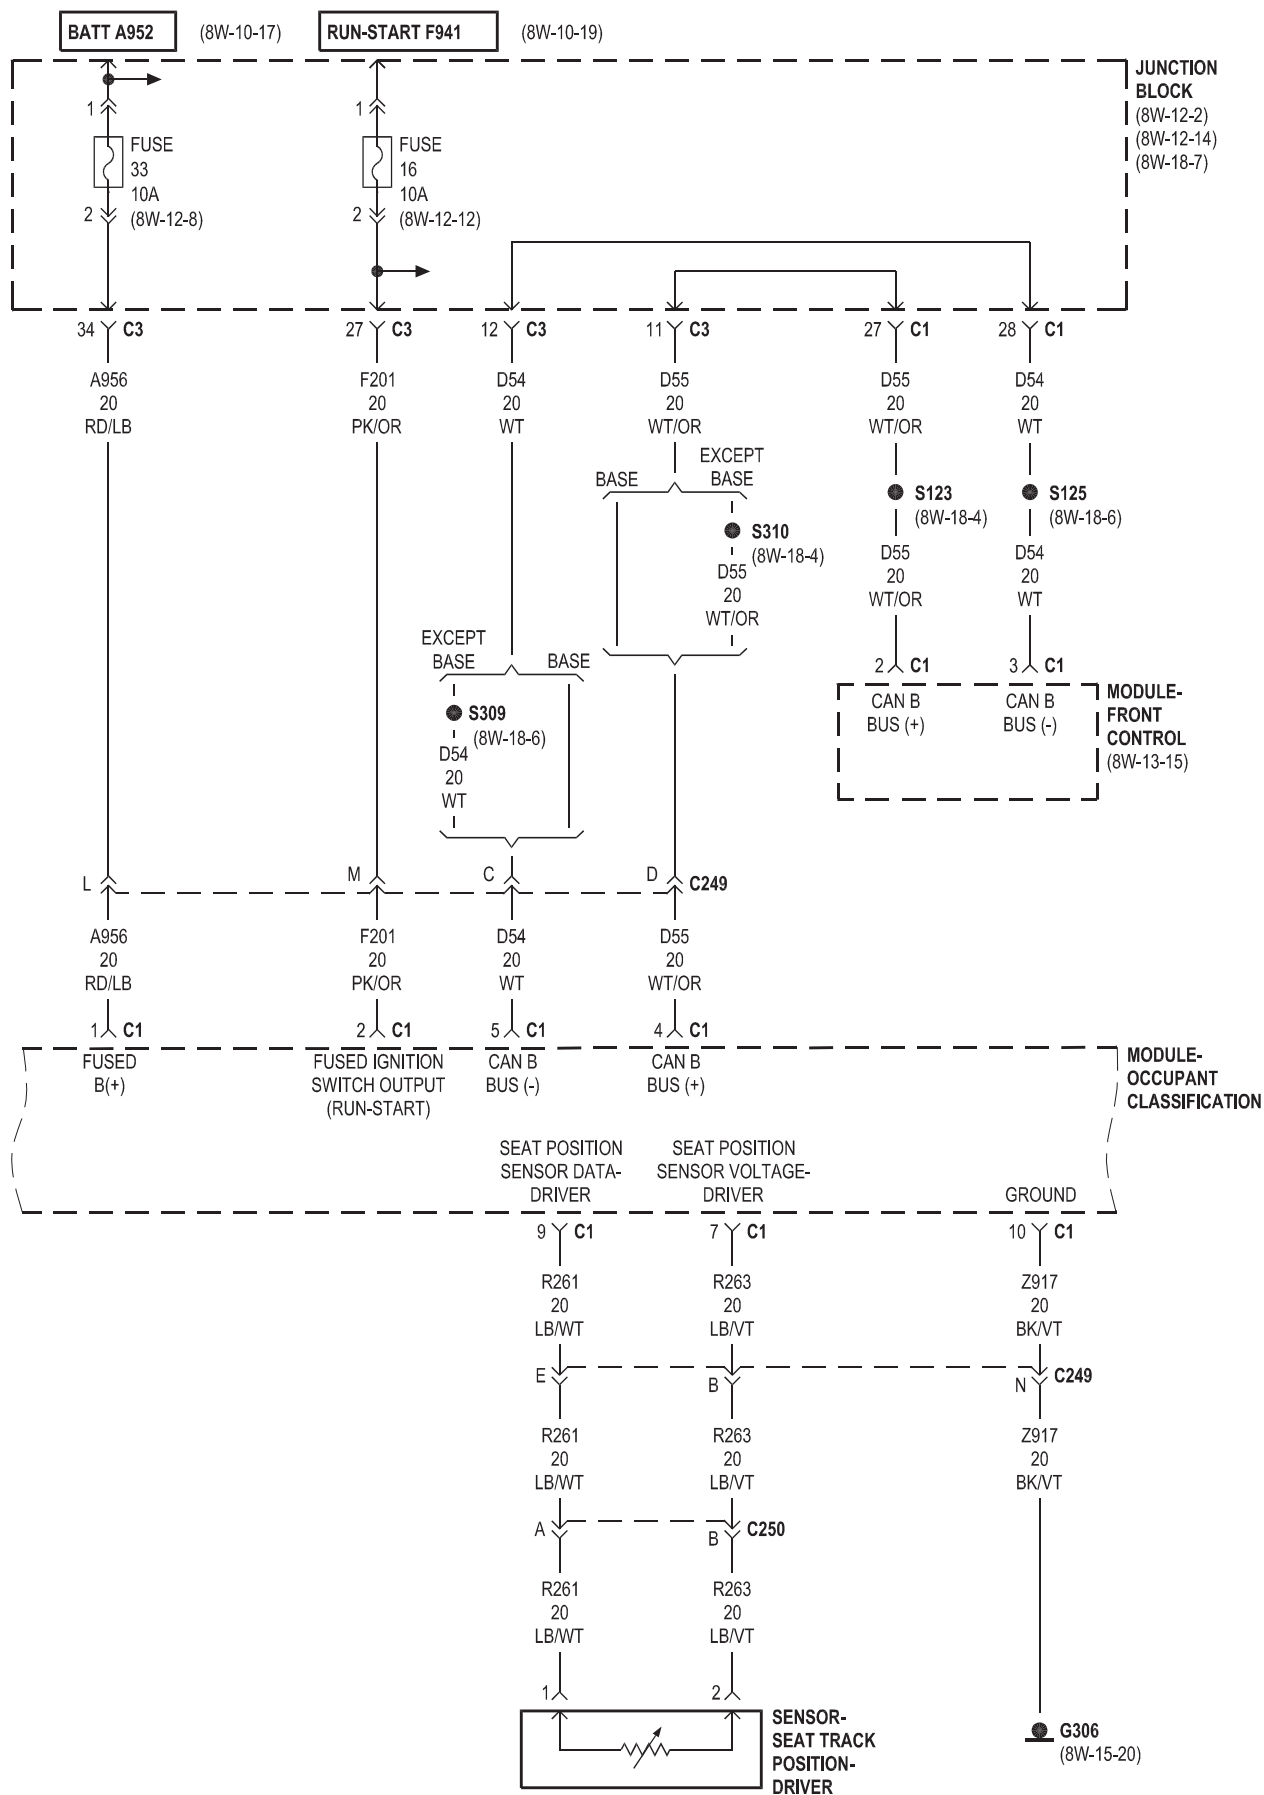 BATT A952 (8W-10-17) RUN-START F941 (8W-10-19)
JUNCTION
BLOCK
(8W-12-2)
(8W-12-14)
(8W-18-7)
1 1
FUSE
33
10A
(8W-12-8)
2
FUSE
16
10A
(8W-12-12)
2
34 C3 27 C3 12 C3 11 C3 27 C1 28 C1
A956 F201 D54 D55 D55 D54
20 20 20 20 20 20
RD/LB PK/OR WT WT/OR WT/OR WT
BASE
EXCEPT
BASE
S310
(8W-18-4)
D55
20
WT/OR
S123
(8W-18-4)
S125
(8W-18-6)
D55 D54
20 20
WT/OR WT
2 C1 3 C1
CAN B
BUS (+)
CAN B
BUS (-)
MODULE-
FRONT
CONTROL
(8W-13-15)
EXCEPT
BASE
BASE
S309
(8W-18-6)
D54
20
WT
L M C D C249
A956 F201 D54 D55
20 20 20 20
RD/LB PK/OR WT WT/OR
1 C1 2 C1 5 C1 4 C1
FUSED
B(+)
FUSED IGNITION
SWITCH OUTPUT
(RUN-START)
CAN B
BUS (-)
CAN B
BUS (+)
MODULE-
OCCUPANT
CLASSIFICATION
SEAT POSITION
SENSOR DATA-
DRIVER
SEAT POSITION
SENSOR VOLTAGE-
DRIVER
GROUND
9 C1 7 C1 10 C1
R261 R263 Z917
20 20 20
LB/WT LB/VT BK/VT
E B N C249
R261 R263 Z917
20 20 20
LB/WT LB/VT BK/VT
A B C250
R261 R263
20 20
LB/WT LB/VT
1 2
SENSOR-
SEAT TRACK
POSITION-
DRIVER
G306
(8W-15-20)